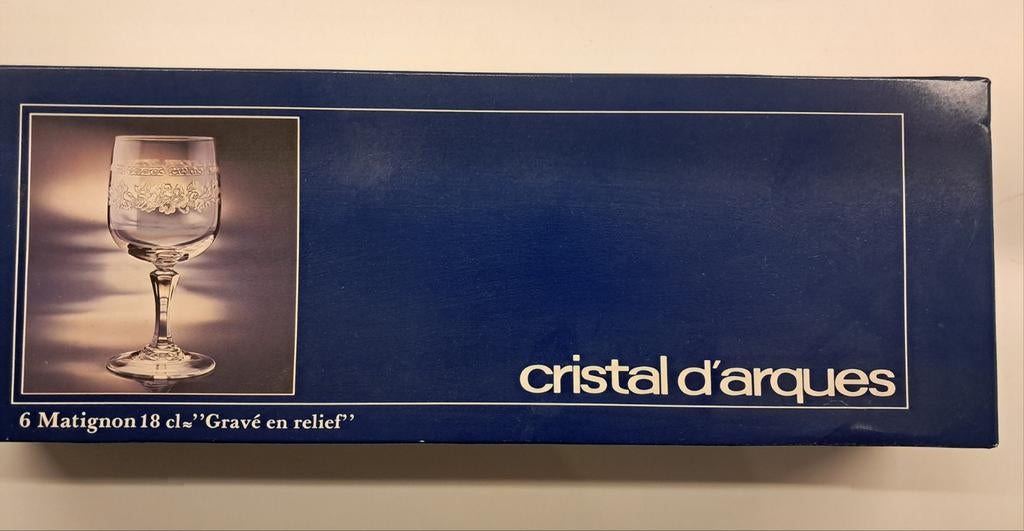 cristal d'arques
6 Matignon 18 cl≈''Gravé en relief''